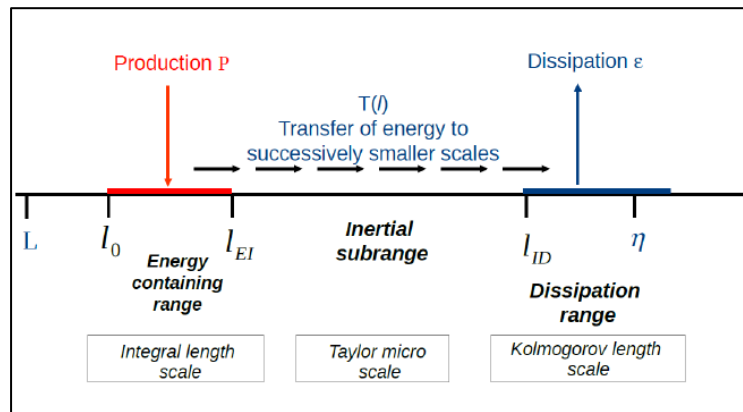 Production P
Dissipation ε
T(l)
Transfer of energy to
successively smaller scales
L
l0
lEI
Inertial
subrange
lID
η
Energy
containing
range
Dissipation
range
Integral length
scale
Taylor micro
scale
Kolmogorov length
scale